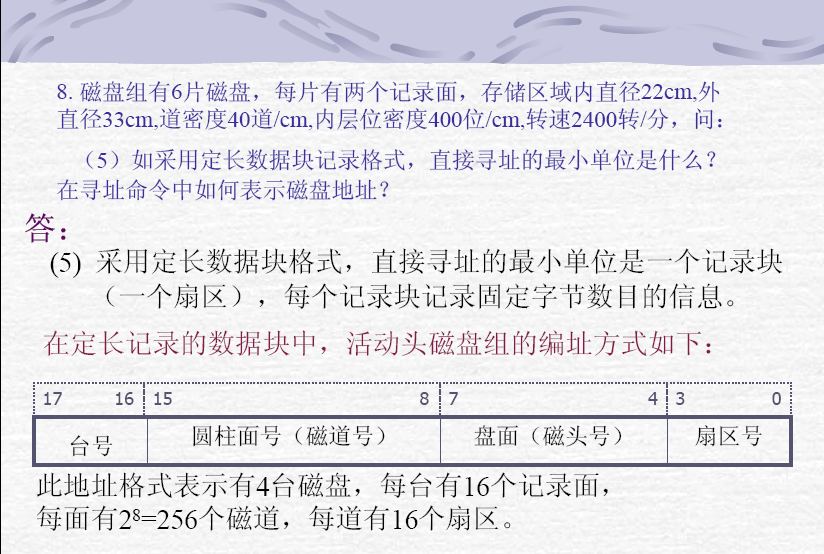 8. 磁盘组有6片磁盘，每片有两个记录面，存储区域内直径22cm,外
直径33cm,道密度40道/cm,内层位密度400位/cm,转速2400转/分，问：
（5）如采用定长数据块记录格式，直接寻址的最小单位是什么？
在寻址命令中如何表示磁盘地址？
答：
(5) 采用定长数据块格式，直接寻址的最小单位是一个记录块
（一个扇区），每个记录块记录固定字节数目的信息。
在定长记录的数据块中，活动头磁盘组的编址方式如下：
17 16 15 8 7 4 3 0
台号 圆柱面号（磁道号） 盘面（磁头号） 扇区号
此地址格式表示有4台磁盘，每台有16个记录面，
每面有2⁸=256个磁道，每道有16个扇区。